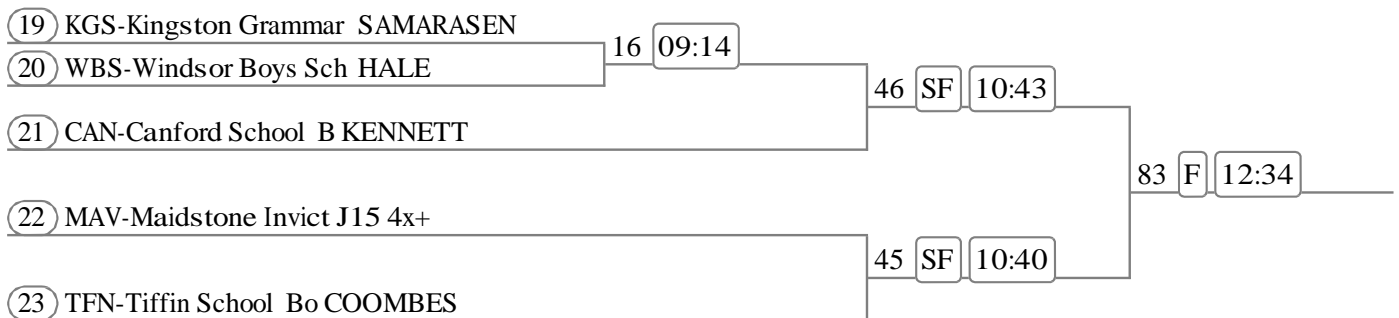 19 KGS-Kingston Grammar SAMARASEN
16 09:14
20 WBS-Windsor Boys Sch HALE
46 SF 10:43
21 CAN-Canford School B KENNETT
83 F 12:34
22 MAV-Maidstone Invict J15 4x+
45 SF 10:40
23 TFN-Tiffin School Bo COOMBES